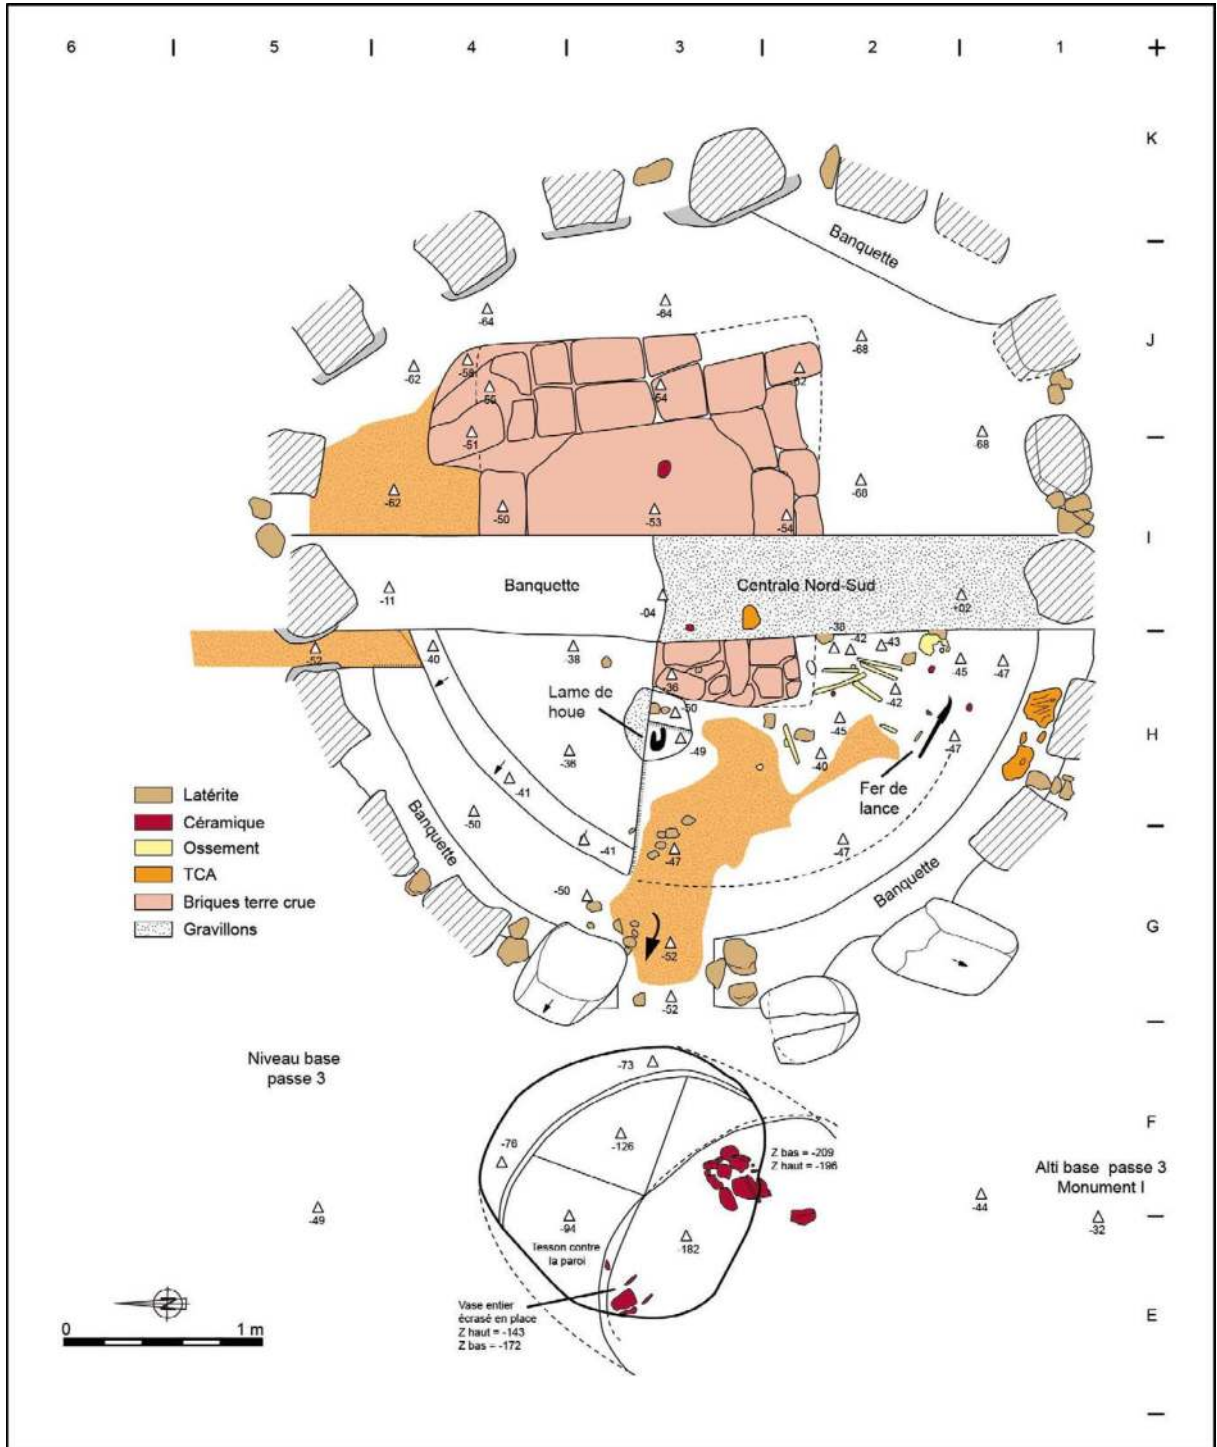 6 5 4 3 2 1
K
Banquette
-64 -64
J
-68
-62 -58
-55 -54
-51
-68
-62 -50 -53 -54 -68
I
Banquette
Centrale Nord-Sud
-11 -04 +02
-52 -40 -38 -38 -42 -43
-36 -45 -47
Lame de
houe
-50 -42
-45
-49 -47
H
-38 -40
-41
Fer de
lance
Latérite
Céramique
Ossement
TCA
Briques terre crue
Gravillons
Banquette
-50
-41 -47 -47
-50
Banquette
G
-52
-52
Niveau base
passe 3
-73
F
-76 -126
Z bas = -209
Z haut = -196
Alti base passe 3
Monument I
-49 -94 -182 -44 -32
Tesson contre
la paroi
Vase entier
écrasé en place
Z haut = -143
Z bas = -172
E
N
0 1 m